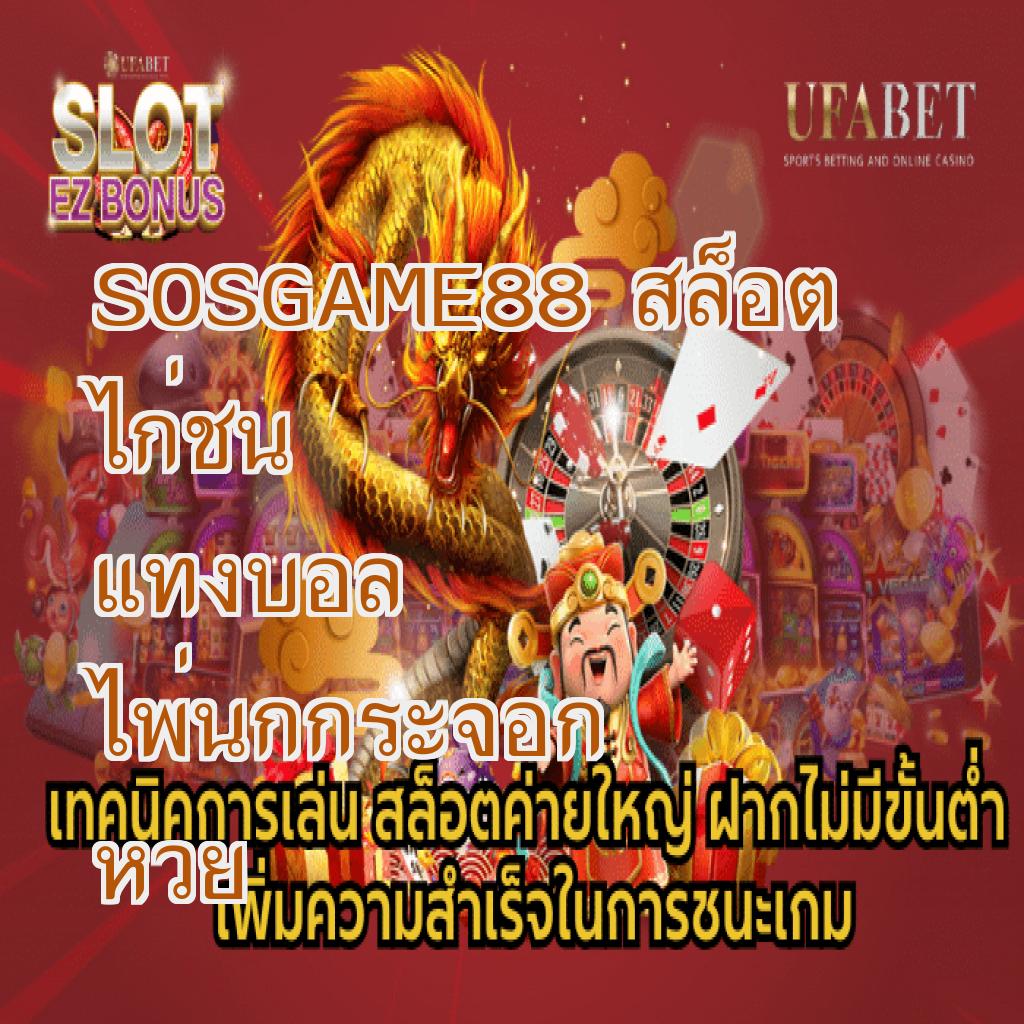 UFABET
SLOT
EZ BONUS
UFABET
SPORTS BETTING AND ONLINE CASINO
SOSGAME88 สล็อต
ไก่ชน
แทงบอล
ไพ่นกกระจอก
เทคนิคการเล่น สล็อตค่ายใหญ่ ฝากไม่มีขั้นต่ำ
หวย
เพิ่มความสำเร็จในการชนะเกม